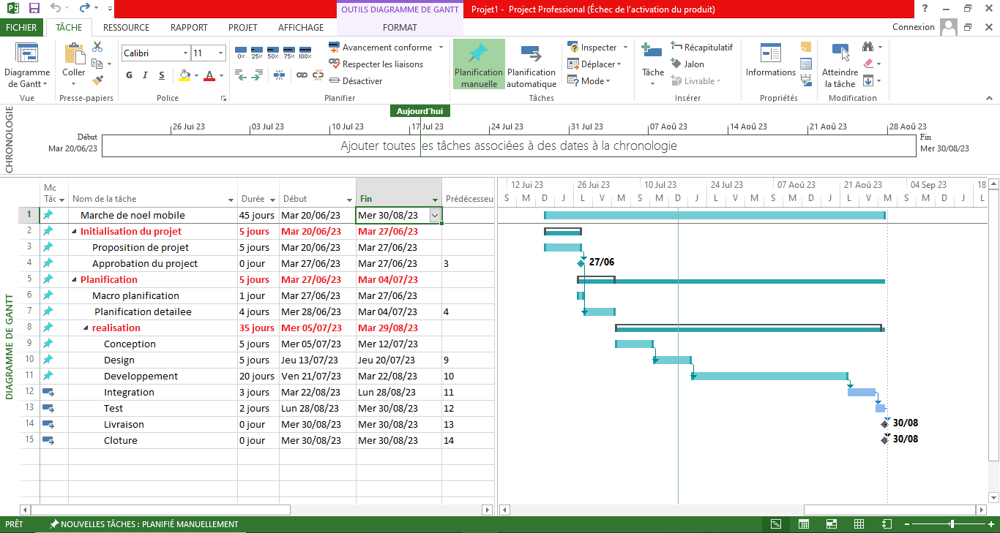 OUTILS DIAGRAMME DE GANTT Projet1 - Project Professional (Échec de l'activation du produit)
FICHIER TÂCHE RESSOURCE RAPPORT PROJET AFFICHAGE FORMAT Connexion
Calibri 11 0% 25% 50% 75% 100% Avancement conforme Inspecter Récapitulatif
Respecter les liaisons Déplacer Jalon
Diagramme de Gantt Coller G I S A Désactiver Planification manuelle Planification automatique Mode Tâche Livrable Informations Atteindre la tâche
Vue Presse-papiers Police Planifier Tâches Insérer Propriétés Modification
CHRONOLOGIE
Aujourd'hui
26 Jui 23 03 Jul 23 10 Jul 23 17 Jul 23 24 Jul 23 31 Jul 23 07 Aoû 23 14 Aoû 23 21 Aoû 23 28 Aoû 23
Début
Mar 20/06/23
Ajouter toutes les tâches associées à des dates à la chronologie
Fin
Mer 30/08/23
DIAGRAMME DE GANTT
Mc
Tâc Nom de la tâche Durée Début Fin Prédécesseu
12 Jui 23 26 Jui 23 10 Jul 23 24 Jul 23 07 Aoû 23 21 Aoû 23 04 Sep 23 18
S M D J L V M S M D J L V M S M D J L V M S M D J L
1 Marche de noel mobile 45 jours Mar 20/06/23 Mer 30/08/23
2 Initialisation du projet 5 jours Mar 20/06/23 Mar 27/06/23
3 Proposition de projet 5 jours Mar 20/06/23 Mar 27/06/23
4 Approbation du project 0 jour Mar 27/06/23 Mar 27/06/23 3 27/06
5 Planification 5 jours Mar 27/06/23 Mar 04/07/23
6 Macro planification 1 jour Mar 27/06/23 Mar 27/06/23
7 Planification detailee 4 jours Mer 28/06/23 Mar 04/07/23 4
8 realisation 35 jours Mer 05/07/23 Mar 29/08/23
9 Conception 5 jours Mer 05/07/23 Mer 12/07/23
10 Design 5 jours Jeu 13/07/23 Jeu 20/07/23 9
11 Developpement 20 jours Ven 21/07/23 Mar 22/08/23 10
12 Integration 3 jours Mar 22/08/23 Lun 28/08/23 11
13 Test 2 jours Lun 28/08/23 Mer 30/08/23 12
14 Livraison 0 jour Mer 30/08/23 Mer 30/08/23 13 30/08
15 Cloture 0 jour Mer 30/08/23 Mer 30/08/23 14 30/08
PRÊT NOUVELLES TÂCHES : PLANIFIÉ MANUELLEMENT